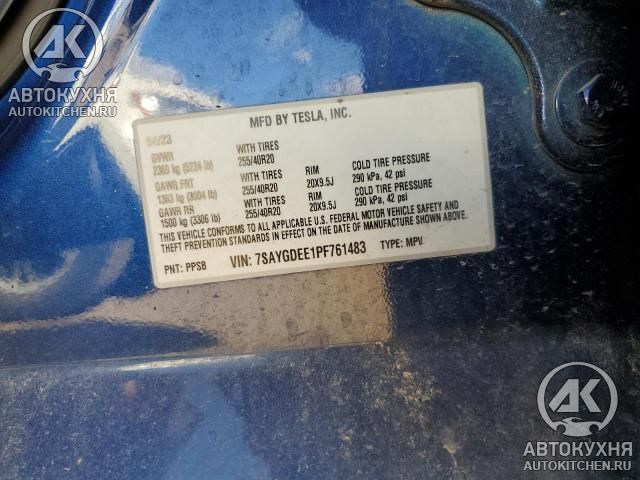 АВТОКУХНЯ
AUTOKITCHEN.RU
MFD BY TESLA, INC.
04/23
GVWR
2369 kg (5224 lb)
WITH TIRES
255/40R20
GAWR FRT
1363 kg (3004 lb)
WITH TIRES
255/40R20
RIM
20X9.5J
COLD TIRE PRESSURE
290 kPa, 42 psi
GAWR RR
1500 kg (3306 lb)
WITH TIRES
255/40R20
RIM
20X9.5J
COLD TIRE PRESSURE
290 kPa, 42 psi
THIS VEHICLE CONFORMS TO ALL APPLICABLE U.S. FEDERAL MOTOR VEHICLE SAFETY AND
THEFT PREVENTION STANDARDS IN EFFECT ON THE DATE OF MANUFACTURE SHOWN ABOVE.
PNT: PPSB VIN: 7SAYGDEE1PF761483 TYPE: MPV
АВТОКУХНЯ
AUTOKITCHEN.RU